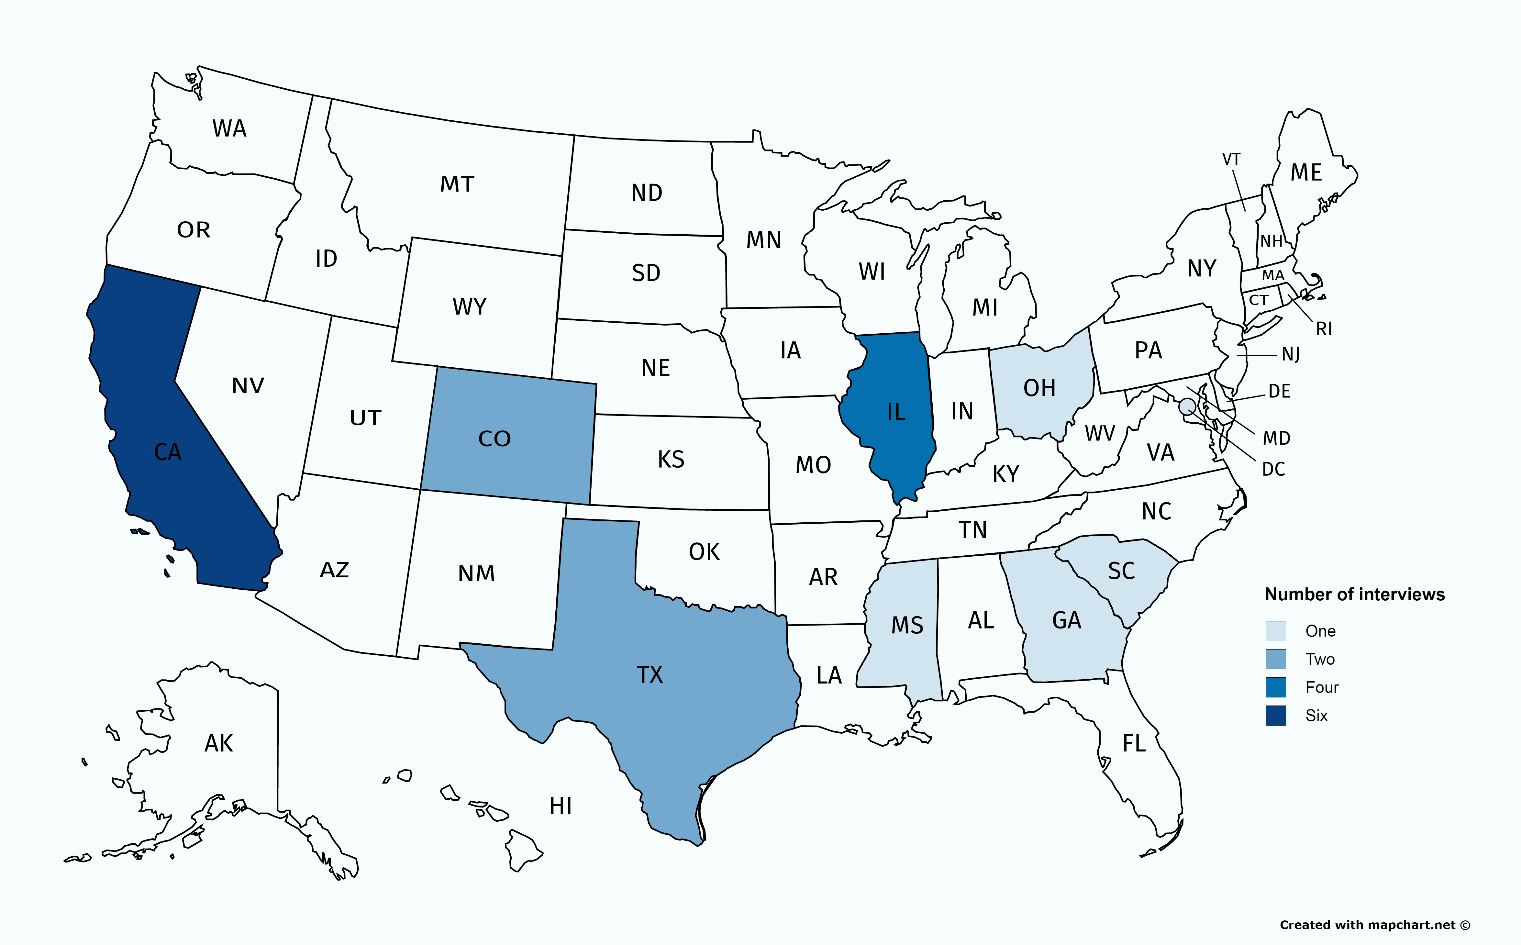 WA
MT
ND
MN
VT
ME
OR
ID
SD
WI
MI
NY
NH
MA
CT
RI
WY
IA
PA
NJ
NV
UT
NE
IL
IN
OH
DE
CA
CO
KS
MO
KY
WV
VA
MD
DC
AZ
NM
OK
AR
TN
NC
SC
TX
LA
MS
AL
GA
FL
AK
HI
Number of interviews
One
Two
Four
Six
Created with mapchart.net ©